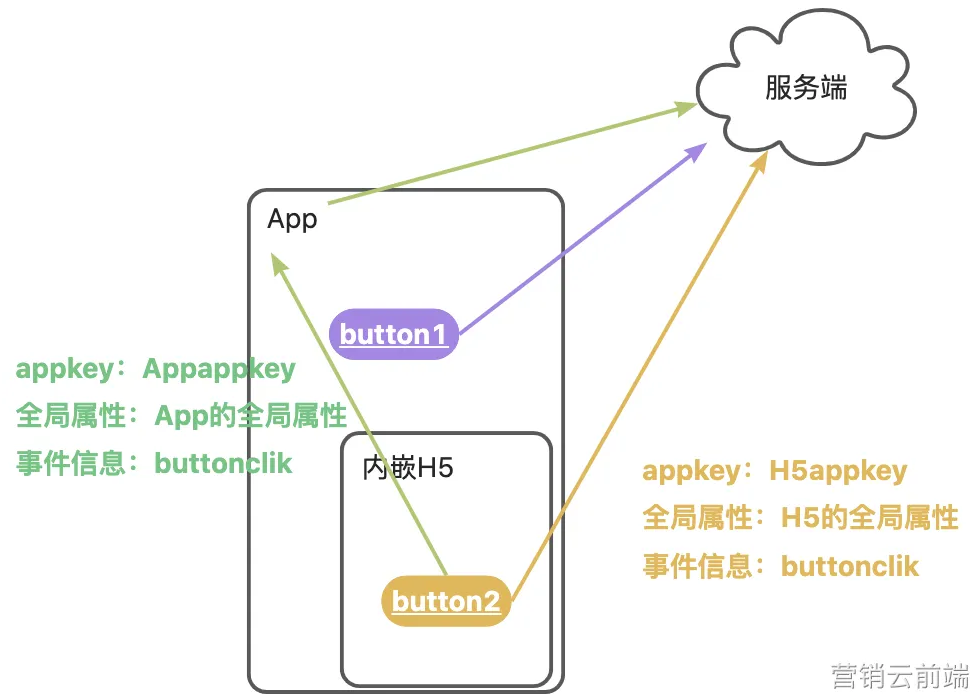 服务端
App
button1
appkey：Appappkey
全局属性：App的全局属性
事件信息：buttonclik
内嵌H5
button2
appkey：H5appkey
全局属性：H5的全局属性
事件信息：buttonclik
营销云前端